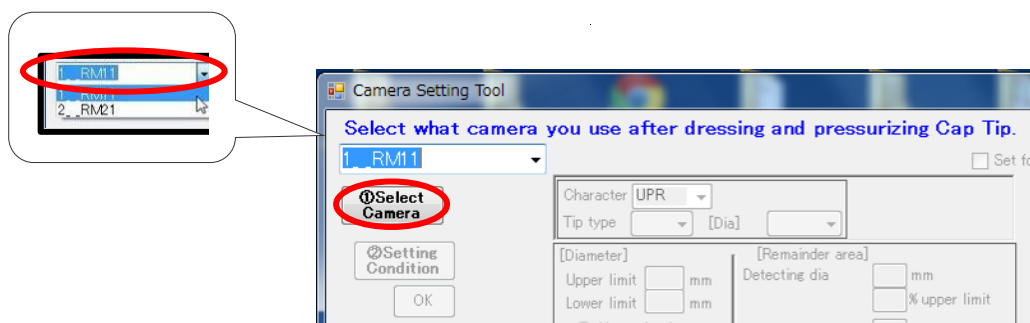 1_ _RM11
1_ _RM11
2_ _RM21
Camera Setting Tool
Select what camera you use after dressing and pressurizing Cap Tip.
1_ _RM11
Set fo
①Select
Camera
Character UPR
Tip type [Dia]
②Setting
Condition
OK
[Diameter]
Upper limit mm
Lower limit mm
[Remainder area]
Detecting dia mm
% upper limit